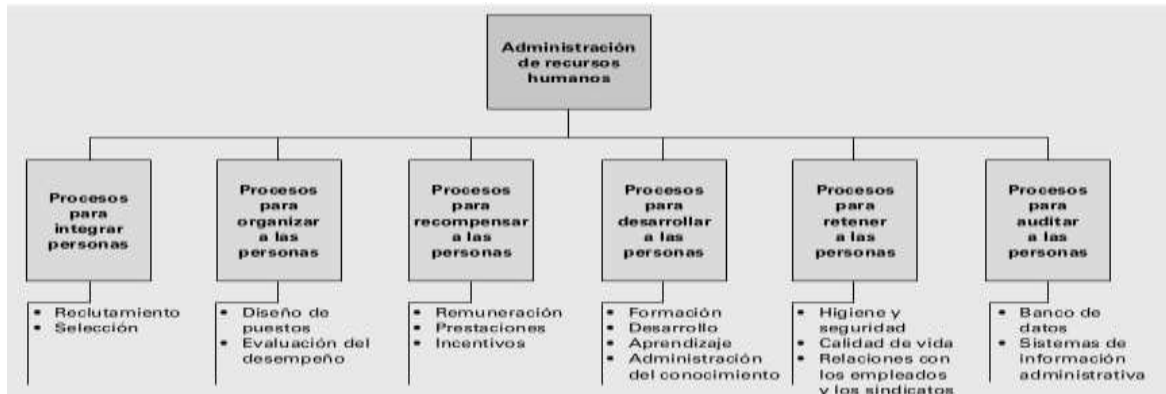 Administración
de recursos
humanos
Procesos
para
integrar
personas
Procesos
para
organizar
a las
personas
Procesos
para
recompensar
a las
personas
Procesos
para
desarrollar
a las
personas
Procesos
para
retener
a las
personas
Procesos
para
auditar
a las
personas
• Reclutamiento
• Selección
• Diseño de
puestos
• Evaluación del
desempeño
• Remuneración
• Prestaciones
• Incentivos
• Formación
• Desarrollo
• Aprendizaje
• Administración
del conocimiento
• Higiene y
seguridad
• Calidad de vida
• Relaciones con
los empleados
y los sindicatos
• Banco de
datos
• Sistemas de
información
administrativa